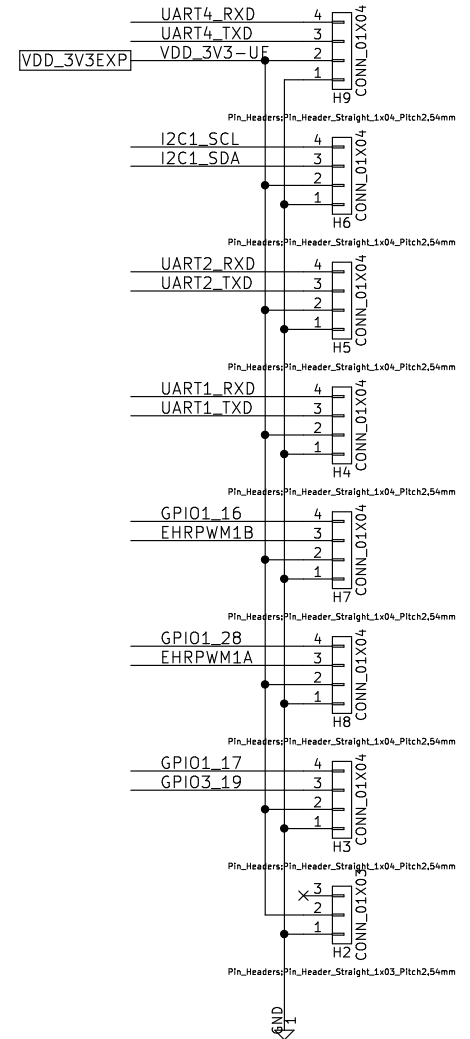 UART4_RXD 4
UART4_TXD 3
VDD_3V3EXP VDD_3V3-UF 2
1
H9
CONN_01X04
Pin_Headers:Pin_Header_Straight_1x04_Pitch2.54mm
I2C1_SCL 4
I2C1_SDA 3
2
1
H6
CONN_01X04
Pin_Headers:Pin_Header_Straight_1x04_Pitch2.54mm
UART2_RXD 4
UART2_TXD 3
2
1
H5
CONN_01X04
Pin_Headers:Pin_Header_Straight_1x04_Pitch2.54mm
UART1_RXD 4
UART1_TXD 3
2
1
H4
CONN_01X04
Pin_Headers:Pin_Header_Straight_1x04_Pitch2.54mm
GPIO1_16 4
EHRPWM1B 3
2
1
H7
CONN_01X04
Pin_Headers:Pin_Header_Straight_1x04_Pitch2.54mm
GPIO1_28 4
EHRPWM1A 3
2
1
H8
CONN_01X04
Pin_Headers:Pin_Header_Straight_1x04_Pitch2.54mm
GPIO1_17 4
GPIO3_19 3
2
1
H3
CONN_01X04
Pin_Headers:Pin_Header_Straight_1x04_Pitch2.54mm
3
2
1
H2
CONN_01X03
Pin_Headers:Pin_Header_Straight_1x03_Pitch2.54mm
GND
1